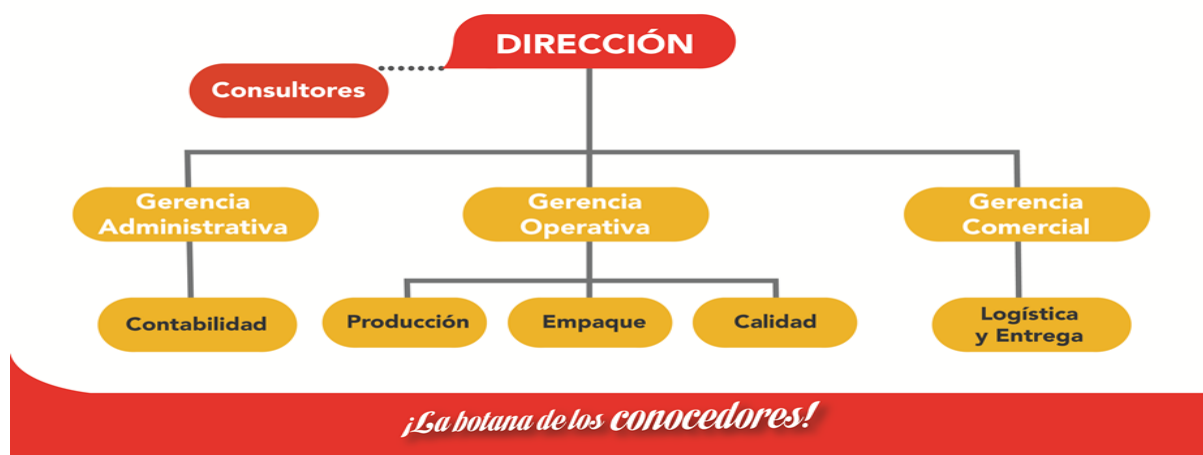 DIRECCIÓN
Consultores
Gerencia
Administrativa
Gerencia
Operativa
Gerencia
Comercial
Contabilidad
Producción
Empaque
Calidad
Logística
y Entrega
¡La botana de los conocedores!